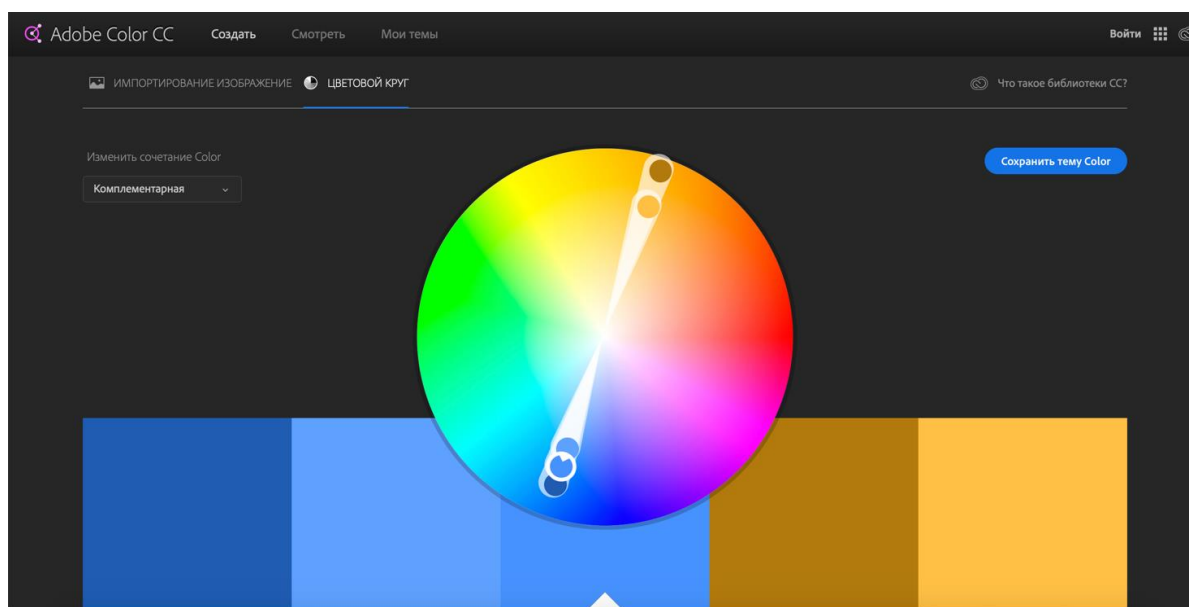 Adobe Color CC Создать Смотреть Мои темы Войти
ИМПОРТИРОВАНИЕ ИЗОБРАЖЕНИЕ ЦВЕТОВОЙ КРУГ Что такое библиотеки CC?
Изменить сочетание Color
Сохранить тему Color
Комплементарная